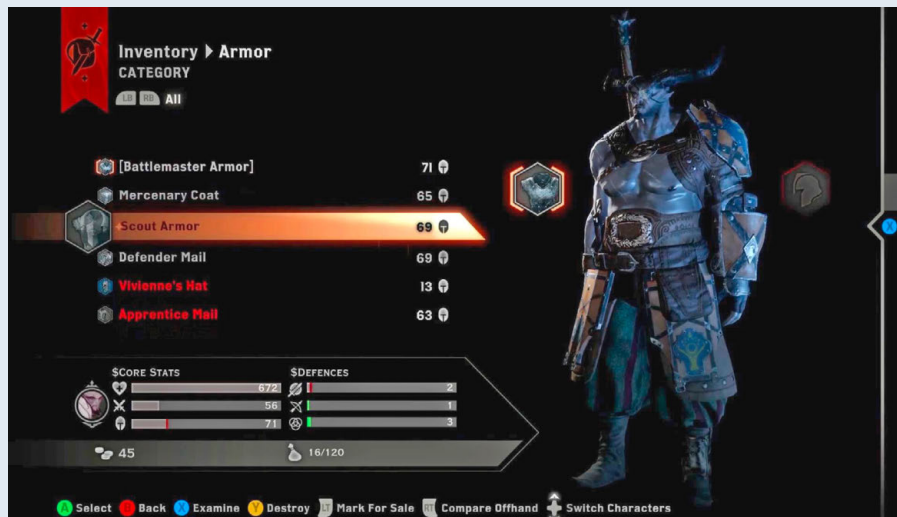 Inventory ▶ Armor
CATEGORY
LB RB All
[Battlemaster Armor] 71
Mercenary Coat 65
Scout Armor 69
Defender Mail 69
Vivienne's Hat 13
Apprentice Mail 63
$CORE STATS $DEFENCES
672 2
56 1
71 3
45 16/120
A Select B Back X Examine Y Destroy LT Mark For Sale RT Compare Offhand Switch Characters
X